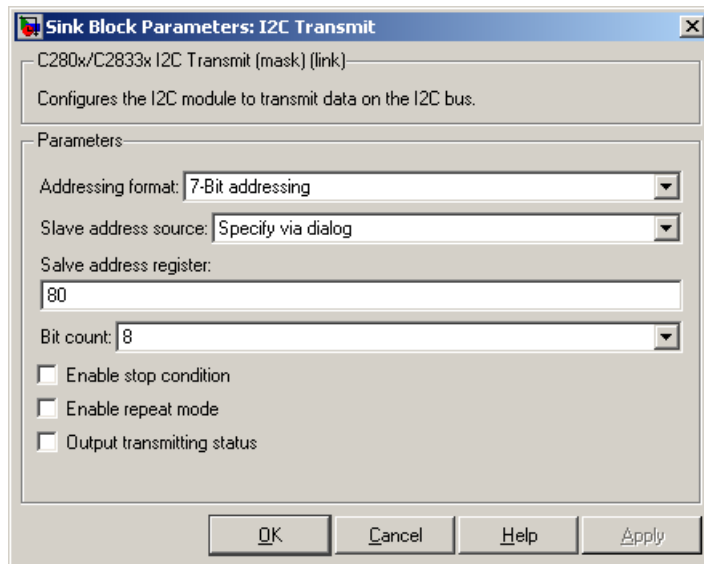 Sink Block Parameters: I2C Transmit
C280x/C2833x I2C Transmit (mask) (link)
Configures the I2C module to transmit data on the I2C bus.
Parameters
Addressing format: 7-Bit addressing
Slave address source: Specify via dialog
Salve address register:
80
Bit count: 8
Enable stop condition
Enable repeat mode
Output transmitting status
OK Cancel Help Apply